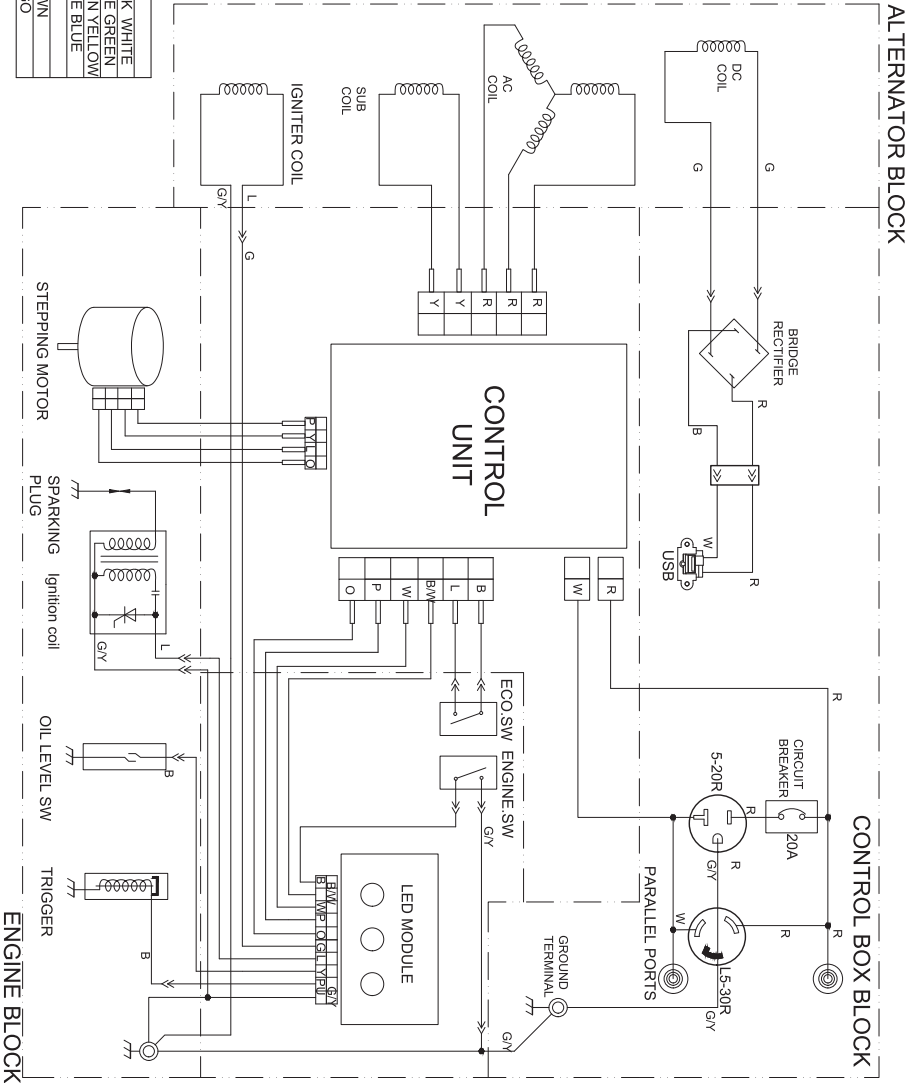 ALTERNATOR BLOCK
DC
COIL
G
G
BRIDGE
RECTIFIER
R
B
W
R
USB
AC
COIL
SUB
COIL
IGNITER COIL
L
G/Y
G
Y
Y
R
R
R
CONTROL
UNIT
P
Y
L
O
STEPPING MOTOR
SPARKING
PLUG
Ignition coil
L
G/Y
O
P
W
B/W
L
B
W
R
ECO.SW
ENGINE.SW
G/Y
R
CIRCUIT
BREAKER
20A
5-20R
R
R
G/Y
R
R
W
L5-30R
G/Y
PARALLEL PORTS
GROUND
TERMINAL
G/Y
CONTROL BOX BLOCK
LED MODULE
B
B/W
W
P
O
G
L
Y
PU
G/Y
OIL LEVEL SW
B
TRIGGER
B
ENGINE BLOCK
K WHITE
E GREEN
N YELLOW
E BLUE
WN
GO